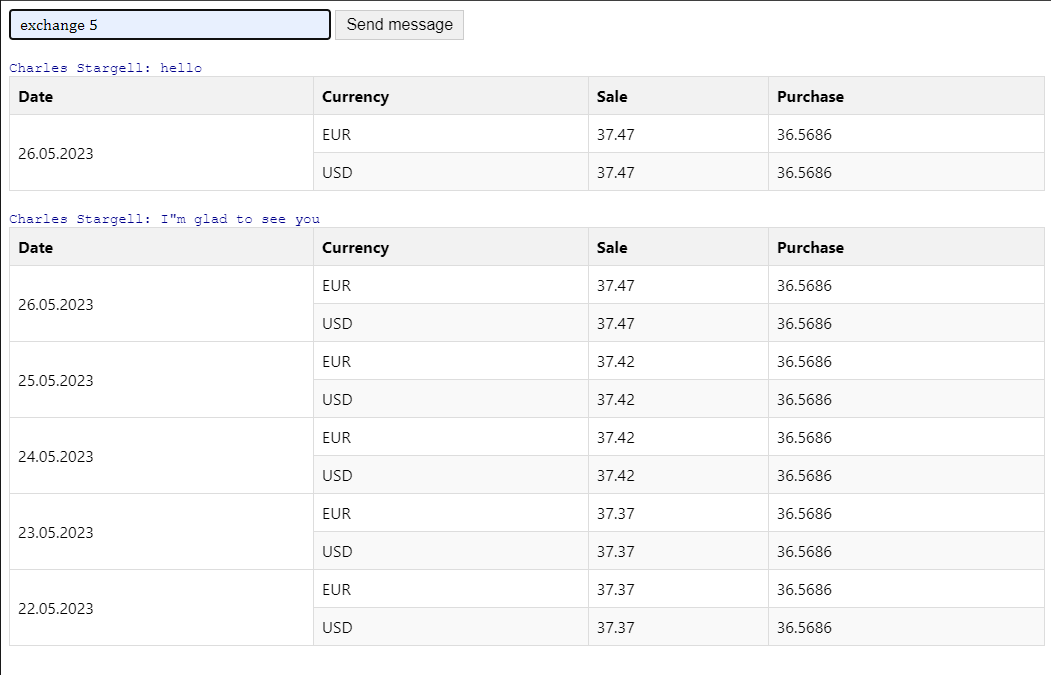 exchange 5 Send message
Charles Stargell: hello
Date Currency Sale Purchase
26.05.2023 EUR 37.47 36.5686
USD 37.47 36.5686
Charles Stargell: I"m glad to see you
Date Currency Sale Purchase
26.05.2023 EUR 37.47 36.5686
USD 37.47 36.5686
25.05.2023 EUR 37.42 36.5686
USD 37.42 36.5686
24.05.2023 EUR 37.42 36.5686
USD 37.42 36.5686
23.05.2023 EUR 37.37 36.5686
USD 37.37 36.5686
22.05.2023 EUR 37.37 36.5686
USD 37.37 36.5686